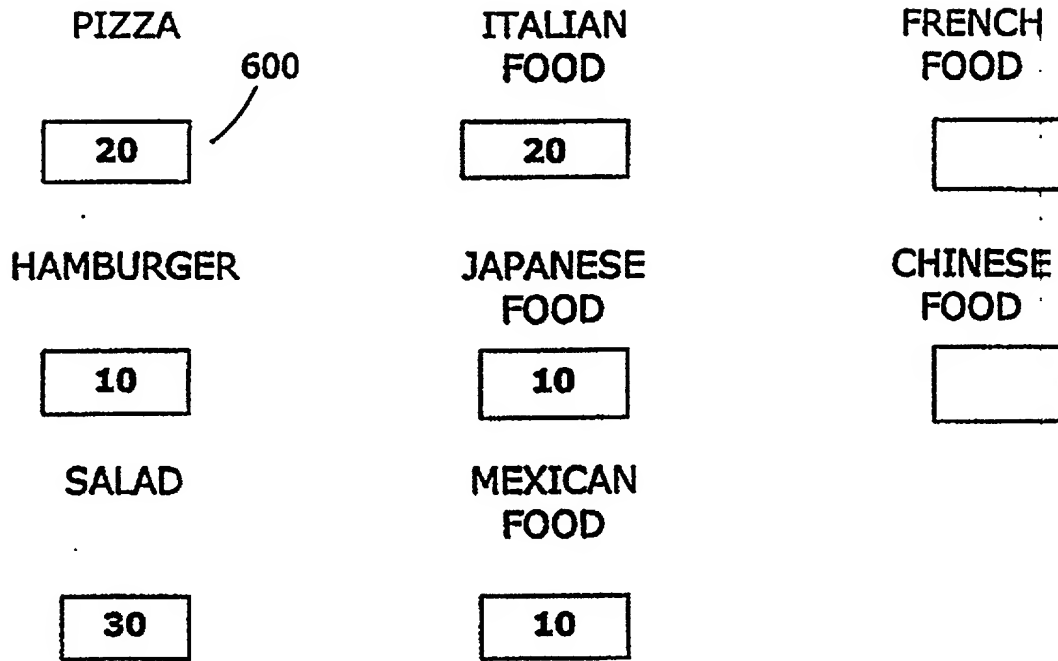 PIZZA
600
20
ITALIAN
FOOD
20
FRENCH
FOOD
HAMBURGER
10
JAPANESE
FOOD
10
CHINESE
FOOD
SALAD
30
MEXICAN
FOOD
10